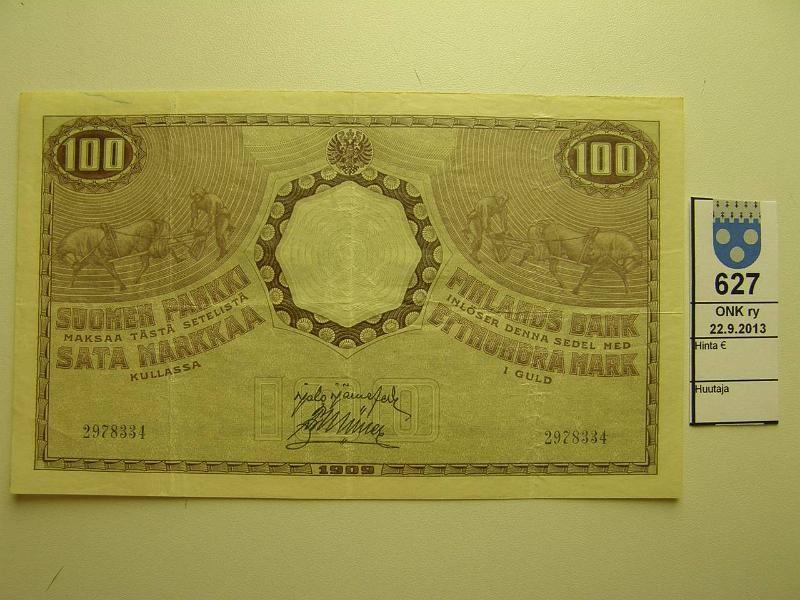 100
100
SUOMEN PANKKI
MAKSAA TÄSTÄ SETELISTÄ
SATA MARKKAA
KULLASSA
FINLANDS BANK
INLÖSER DENNA SEDEL MED
ETTHUNDRA MARK
I GULD
100
2978334
2978334
1909
627
ONK ry
22.9.2013
Hinta €
Huutaja